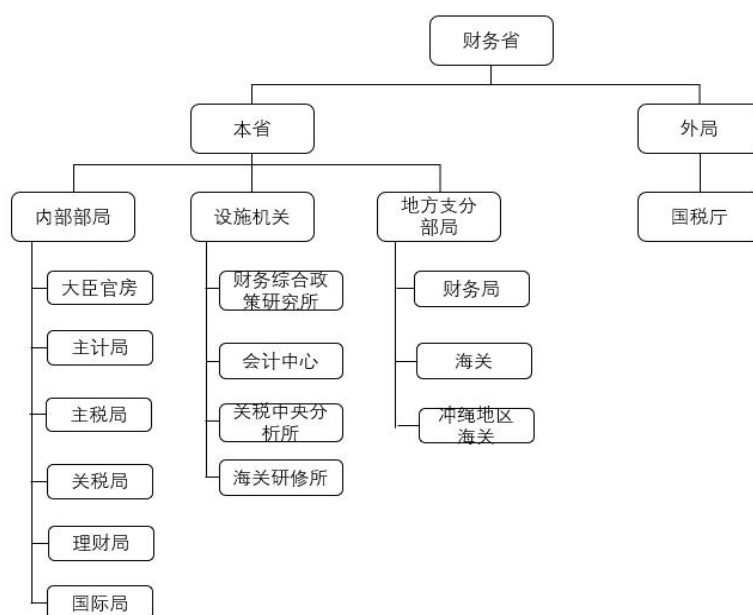 财务省
本省
外局
内部部局
设施机关
地方支分
部局
国税厅
大臣官房
主计局
主税局
关税局
理财局
国际局
财务综合政
策研究所
会计中心
关税中央分
析所
海关研修所
财务局
海关
冲绳地区
海关